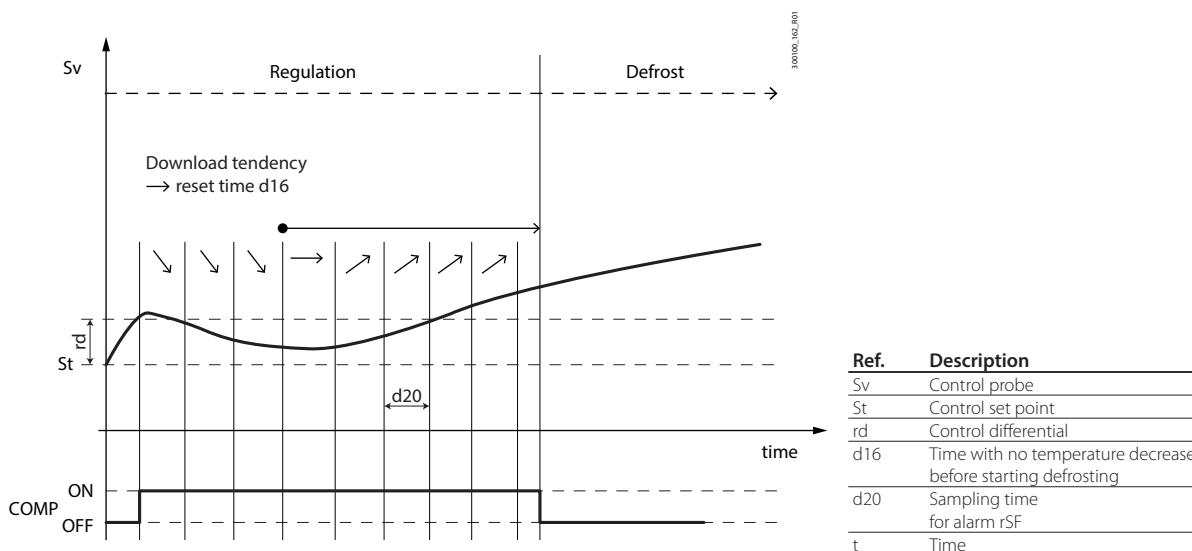 300100_162_R01
Sv
Regulation
Defrost
Download tendency
→ reset time d16
rd
St
d20
time
COMP
ON
OFF
Ref. Description
Sv Control probe
St Control set point
rd Control differential
d16 Time with no temperature decrease
before starting defrosting
d20 Sampling time
for alarm rSF
t Time